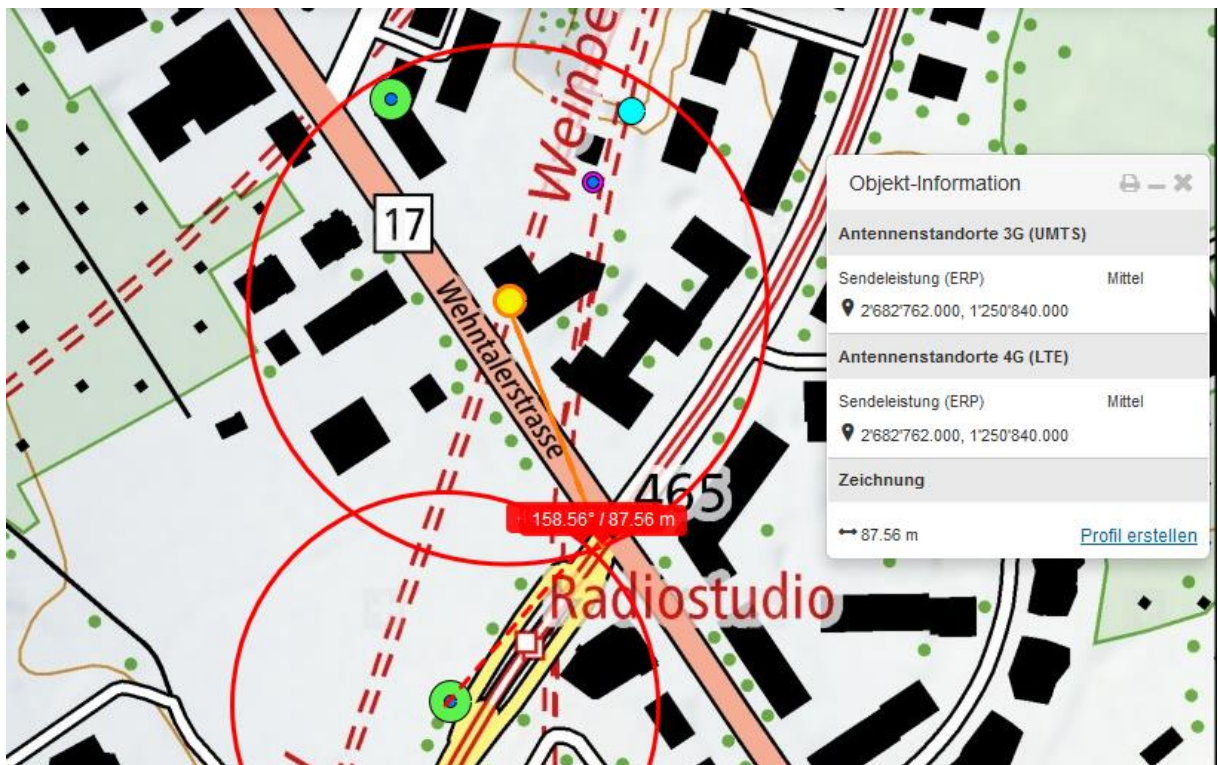 Weinbe
17
Wehntalerstrasse
465
158.56° / 87.56 m
Radiostudio
Objekt-Information
Antennenstandorte 3G (UMTS)
Sendeleistung (ERP) Mittel
2'682'762.000, 1'250'840.000
Antennenstandorte 4G (LTE)
Sendeleistung (ERP) Mittel
2'682'762.000, 1'250'840.000
Zeichnung
87.56 m Profil erstellen